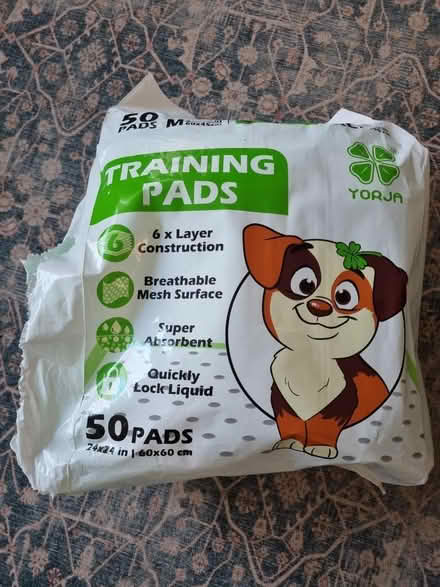 50
PADS
M
YORJA
TRAINING
PADS
6 x Layer
Construction
Breathable
Mesh Surface
Super
Absorbent
Quickly
Lock Liquid
50 PADS
24x24 in | 60x60 cm